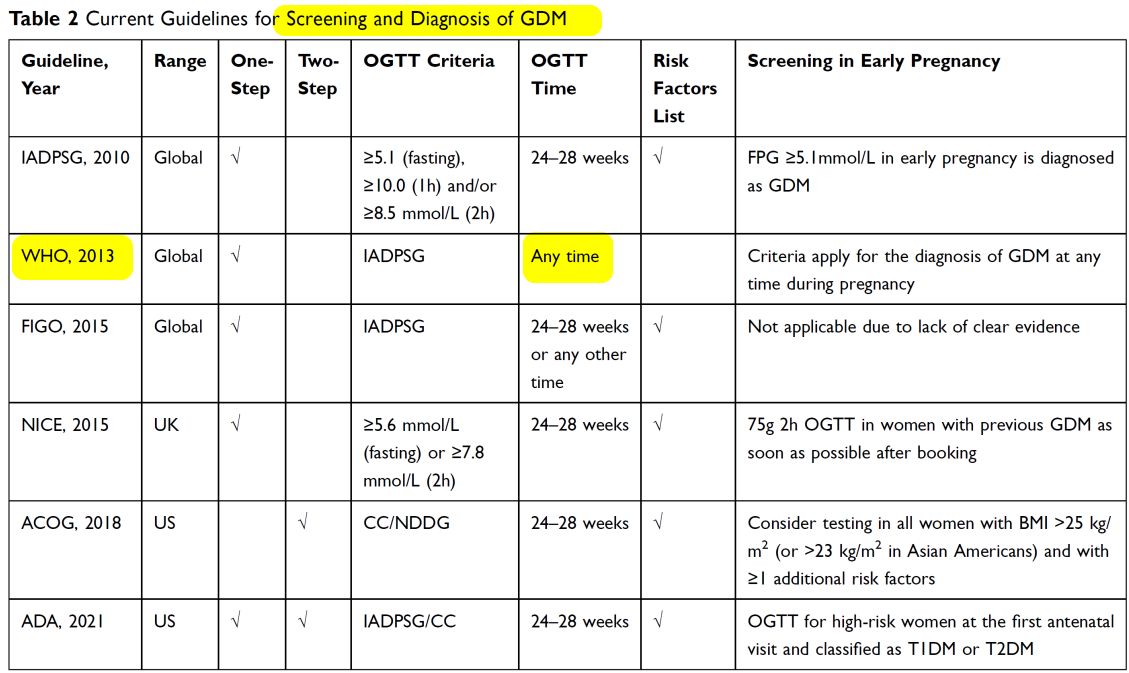 Table 2 Current Guidelines for Screening and Diagnosis of GDM
Guideline, Year
Range
One-Step
Two-Step
OGTT Criteria
OGTT Time
Risk Factors List
Screening in Early Pregnancy
IADPSG, 2010
Global
√
≥5.1 (fasting),
≥10.0 (1h) and/or
≥8.5 mmol/L (2h)
24–28 weeks
√
FPG ≥5.1mmol/L in early pregnancy is diagnosed
as GDM
WHO, 2013
Global
√
IADPSG
Any time
Criteria apply for the diagnosis of GDM at any
time during pregnancy
FIGO, 2015
Global
√
IADPSG
24–28 weeks
or any other
time
√
Not applicable due to lack of clear evidence
NICE, 2015
UK
√
≥5.6 mmol/L
(fasting) or ≥7.8
mmol/L (2h)
24–28 weeks
√
75g 2h OGTT in women with previous GDM as
soon as possible after booking
ACOG, 2018
US
√
CC/NDDG
24–28 weeks
√
Consider testing in all women with BMI >25 kg/
m² (or >23 kg/m² in Asian Americans) and with
≥1 additional risk factors
ADA, 2021
US
√
√
IADPSG/CC
24–28 weeks
√
OGTT for high-risk women at the first antenatal
visit and classified as T1DM or T2DM